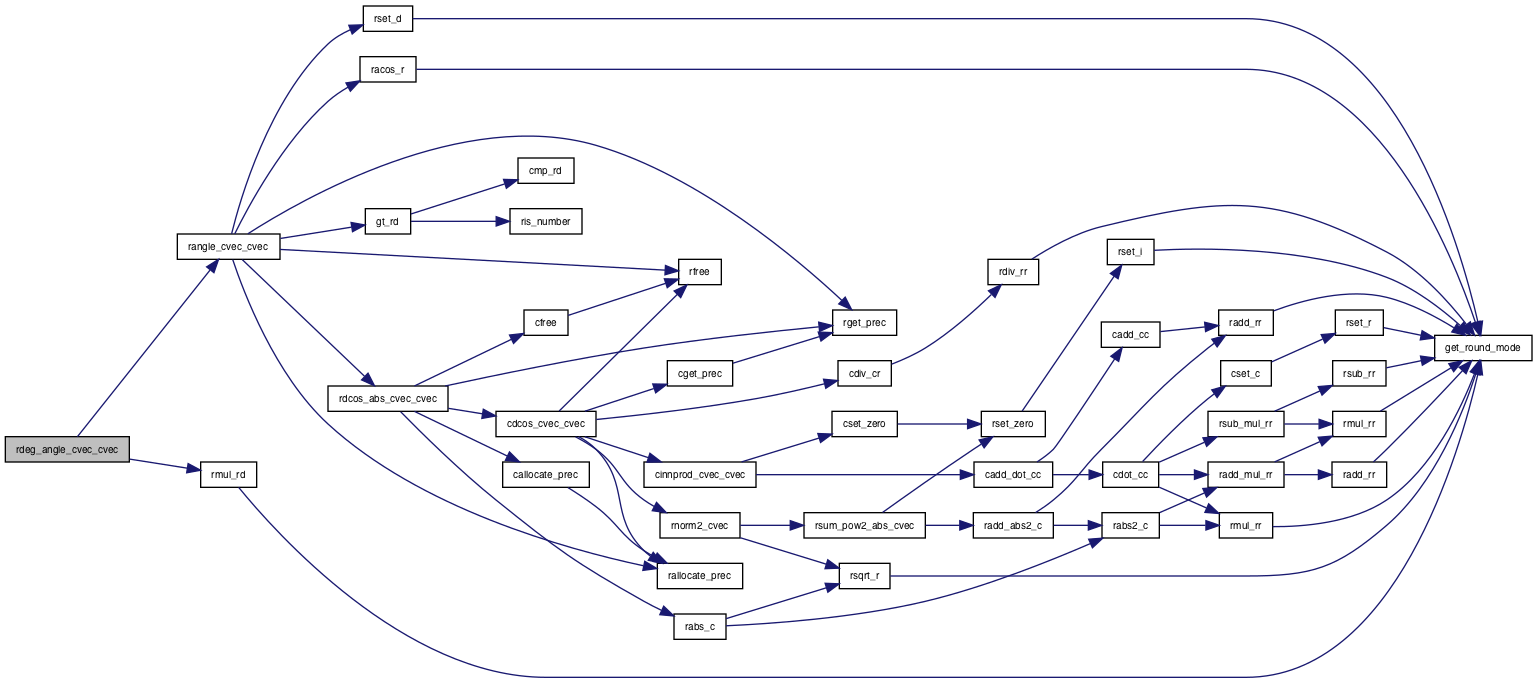 rset_d
racos_r
cmp_rd
gt_rd
ris_number
rangle_cvec_cvec
rset_i
rfree
rdiv_rr
cfree
rget_prec
cadd_cc
radd_rr
rset_r
get_round_mode
cget_prec
cdiv_cr
cset_c
rsub_rr
rdcos_abs_cvec_cvec
cdcos_cvec_cvec
cset_zero
rset_zero
rsub_mul_rr
rmul_rr
rdeg_angle_cvec_cvec
rmul_rd
callocate_prec
cinnprod_cvec_cvec
cadd_dot_cc
cdot_cc
radd_mul_rr
radd_rr
rnorm2_cvec
rsum_pow2_abs_cvec
radd_abs2_c
rabs2_c
rmul_rr
rallocate_prec
rsqrt_r
rabs_c